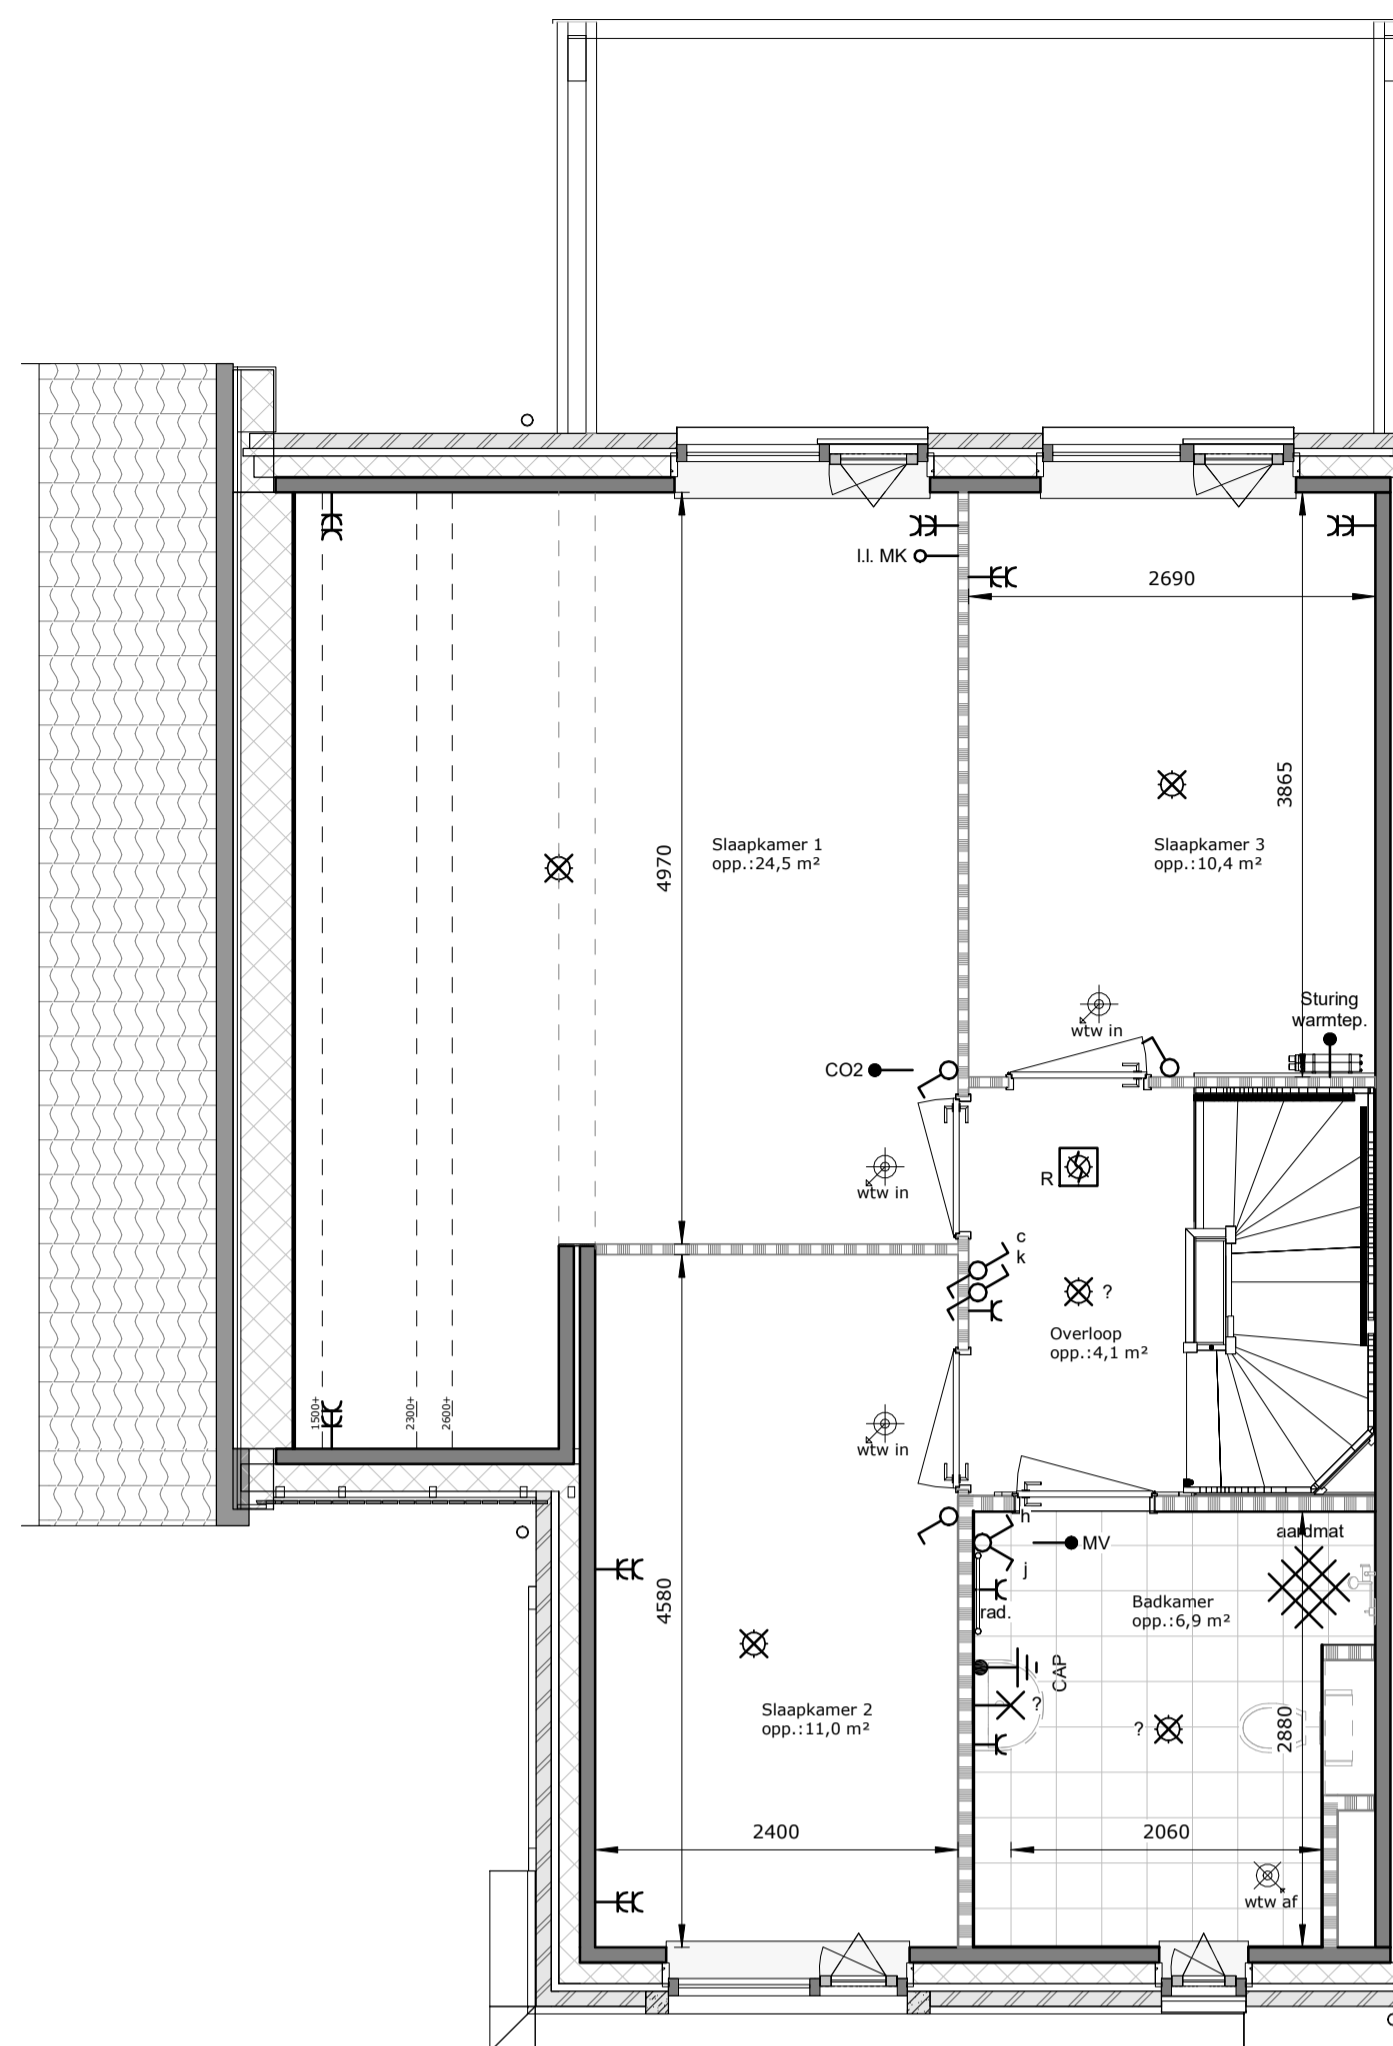 l.l. MK
2690
3865
Slaapkamer 1
opp.:24,5 m²
Slaapkamer 3
opp.:10,4 m²
4970
Sturing
warmtep.
wtw in
CO2
R
wtw in
c
k
?
Overloop
opp.:4,1 m²
1500+
2300+
2600+
wtw in
h
aardmat
MV
j
4580
rad.
Badkamer
opp.:6,9 m²
CAP
?
Slaapkamer 2
opp.:11,0 m²
?
2880
2400
2060
wtw af